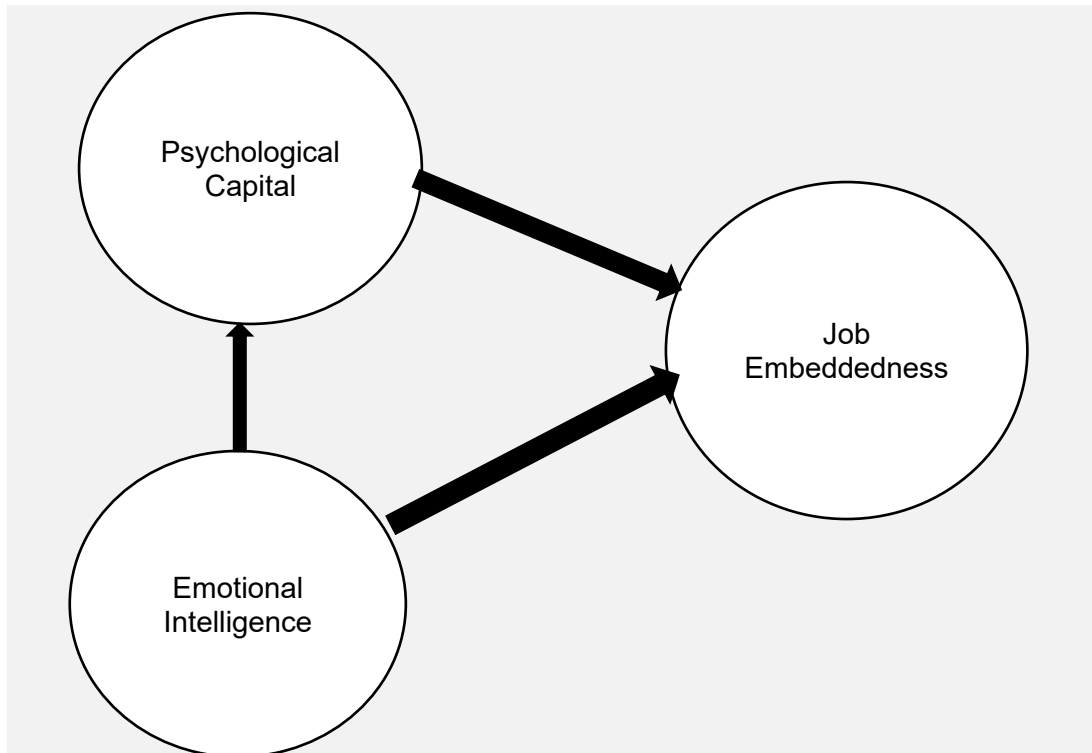 Psychological
Capital
Job
Embeddedness
Emotional
Intelligence